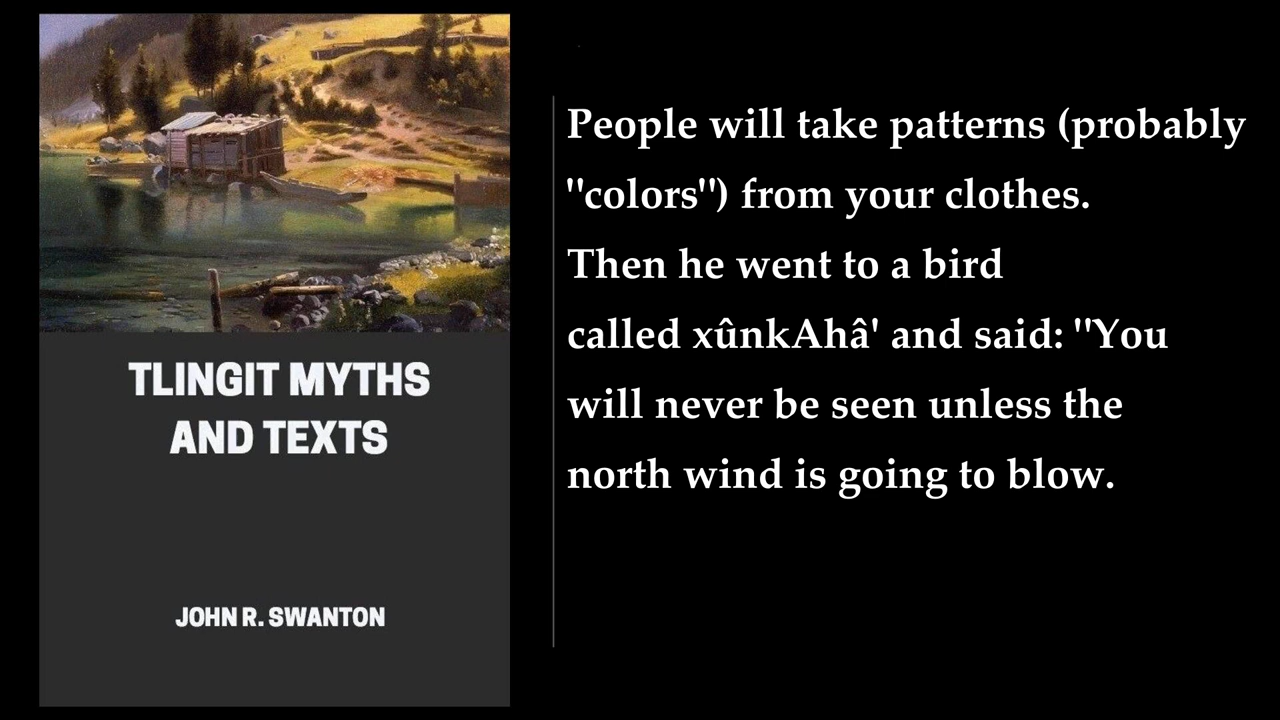 TLINGIT MYTHS
AND TEXTS
JOHN R. SWANTON
People will take patterns (probably
"colors") from your clothes.
Then he went to a bird
called xûnkAhâ' and said: "You
will never be seen unless the
north wind is going to blow.